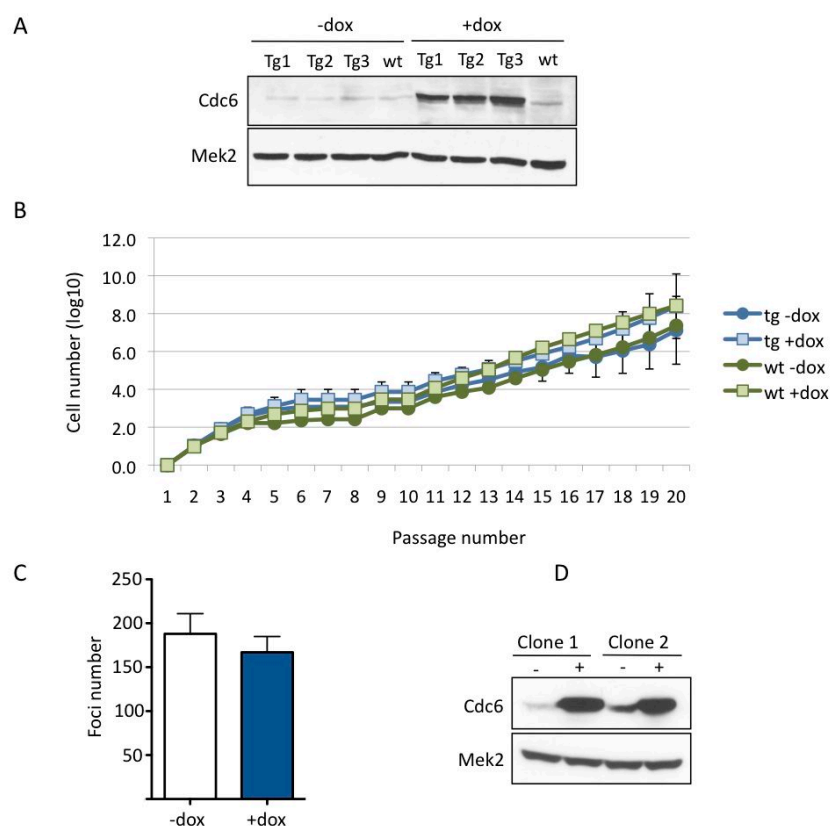 A
-dox +dox
Tg1 Tg2 Tg3 wt Tg1 Tg2 Tg3 wt
Cdc6
Mek2
B
12.0
10.0
8.0
6.0
4.0
2.0
0.0
Cell number (log10)
1 2 3 4 5 6 7 8 9 10 11 12 13 14 15 16 17 18 19 20
Passage number
tg -dox
tg +dox
wt -dox
wt +dox
C
250
200
150
100
50
Foci number
-dox +dox
D
Clone 1 Clone 2
- + - +
Cdc6
Mek2